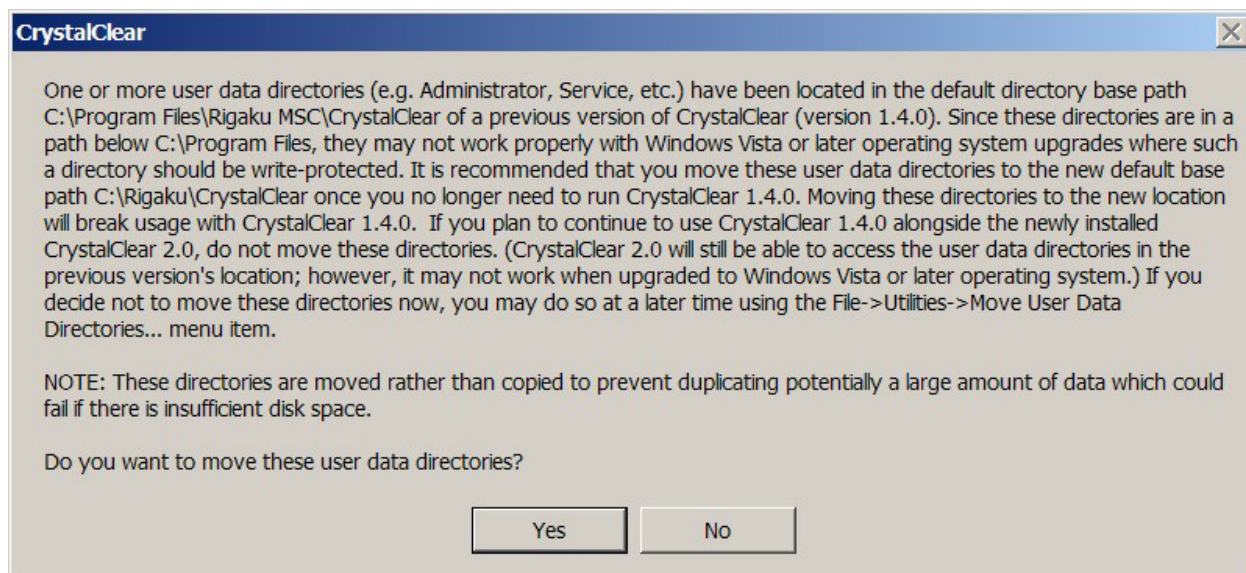 CrystalClear
One or more user data directories (e.g. Administrator, Service, etc.) have been located in the default directory base path
C:\Program Files\Rigaku MSC\CrystalClear of a previous version of CrystalClear (version 1.4.0). Since these directories are in a
path below C:\Program Files, they may not work properly with Windows Vista or later operating system upgrades where such
a directory should be write-protected. It is recommended that you move these user data directories to the new default base
path C:\Rigaku\CrystalClear once you no longer need to run CrystalClear 1.4.0. Moving these directories to the new location
will break usage with CrystalClear 1.4.0.  If you plan to continue to use CrystalClear 1.4.0 alongside the newly installed
CrystalClear 2.0, do not move these directories. (CrystalClear 2.0 will still be able to access the user data directories in the
previous version's location; however, it may not work when upgraded to Windows Vista or later operating system.) If you
decide not to move these directories now, you may do so at a later time using the File->Utilities->Move User Data
Directories... menu item.
NOTE: These directories are moved rather than copied to prevent duplicating potentially a large amount of data which could
fail if there is insufficient disk space.
Do you want to move these user data directories?
Yes
No